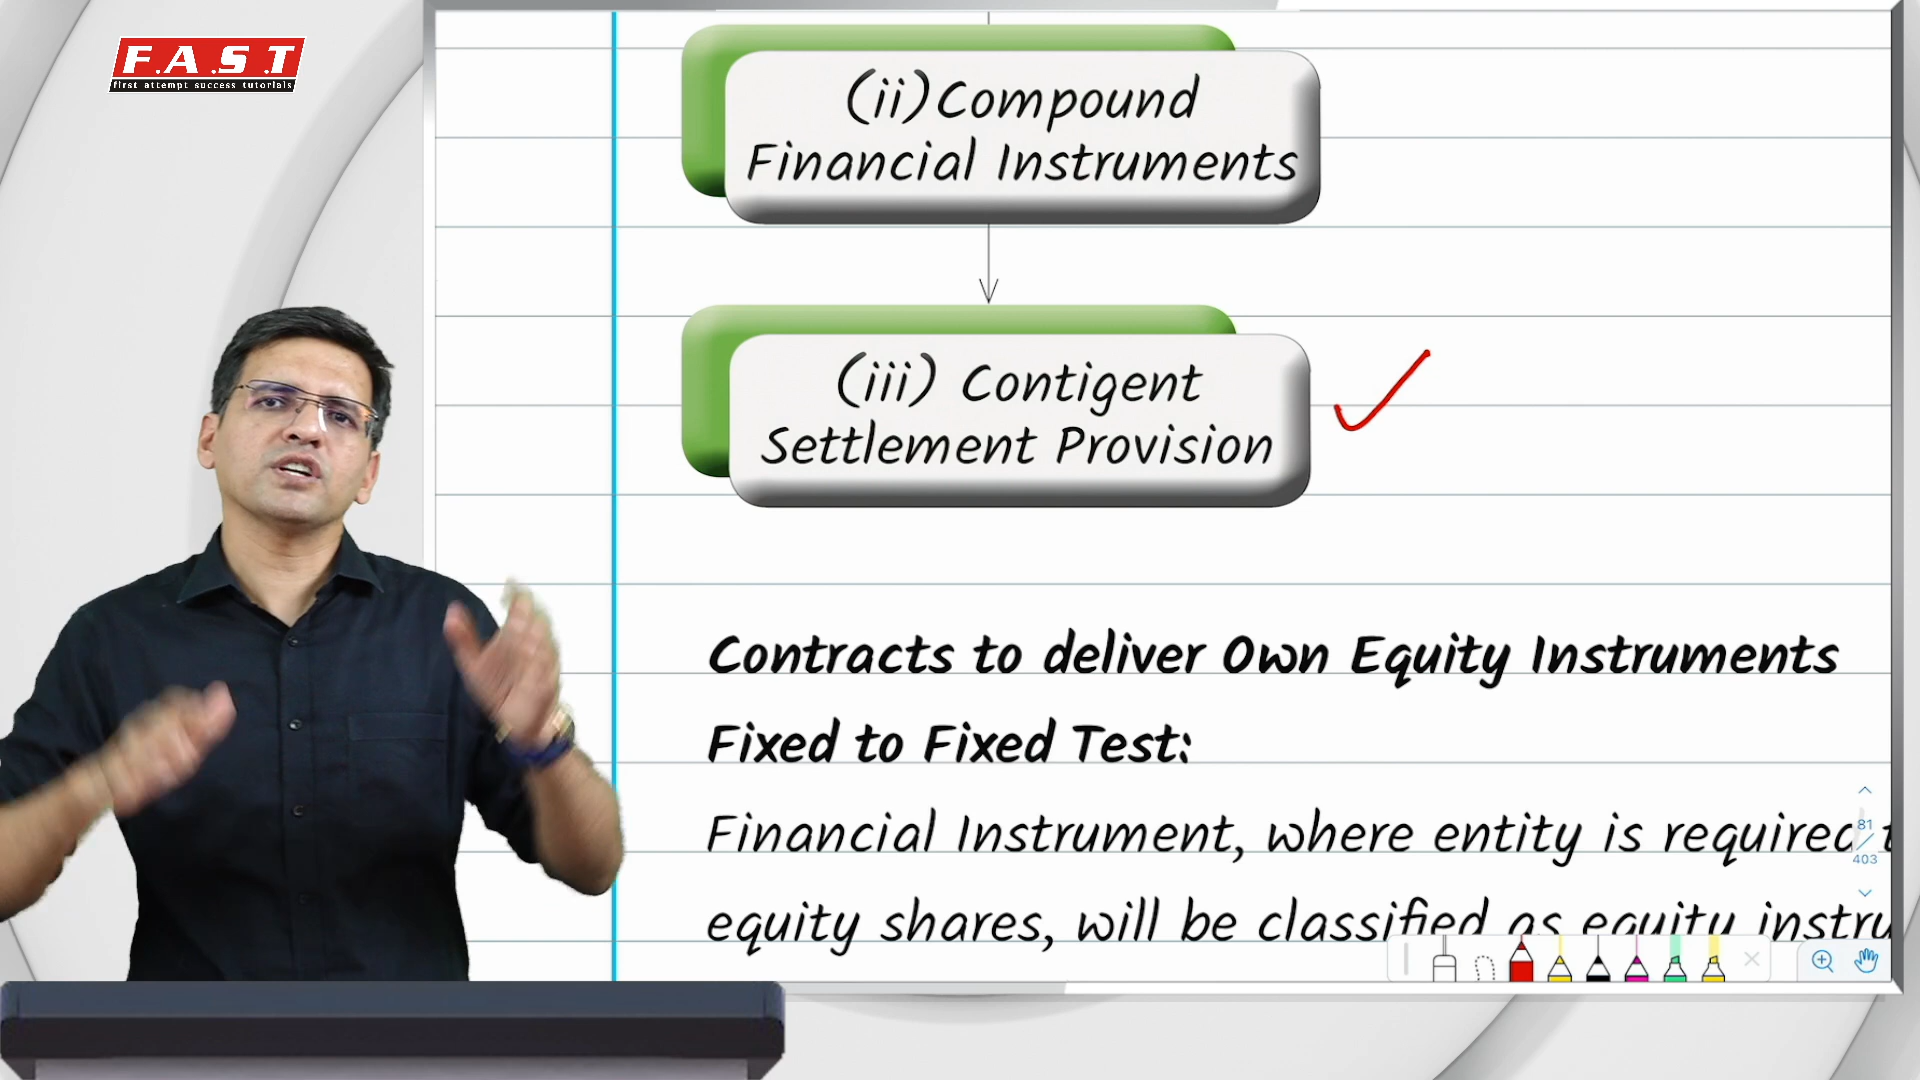 F.A.S.T
first attempt success tutorials
(ii)Compound
Financial Instruments
(iii) Contigent
Settlement Provision
Contracts to deliver Own Equity Instruments
Fixed to Fixed Test:
Financial Instrument, where entity is required
81
403
equity shares, will be classified as equity instru